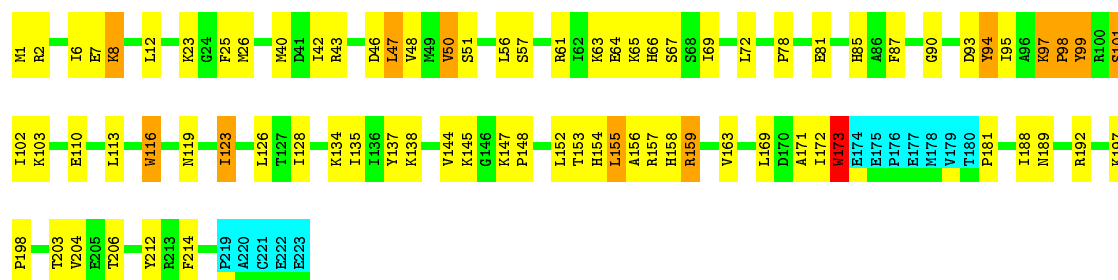 M1 R2 I6 E7 K8 L12 K23 G24 F25 M26 M40 D41 I42 R43 D46 L47 V48 M49 V50 S51 L56 S57 R61 I62 K63 E64 K65 H66 S67 S68 I69 L72 P78 E81 H85 A86 F87 G90 D93 Y94 I95 A96 K97 P98 Y99 R100 S101
I102 K103 E110 L113 W116 N119 I123 L126 T127 I128 K134 I135 I136 Y137 K138 V144 K145 G146 K147 P148 L152 T153 H154 L155 A156 R157 H158 R159 V163 L169 D170 A171 I172 W173 E174 E175 P176 E177 M178 V179 T180 P181 I188 N189 R192 K197
P198 T203 V204 E205 T206 Y212 R213 F214 P219 A220 C221 E222 E223